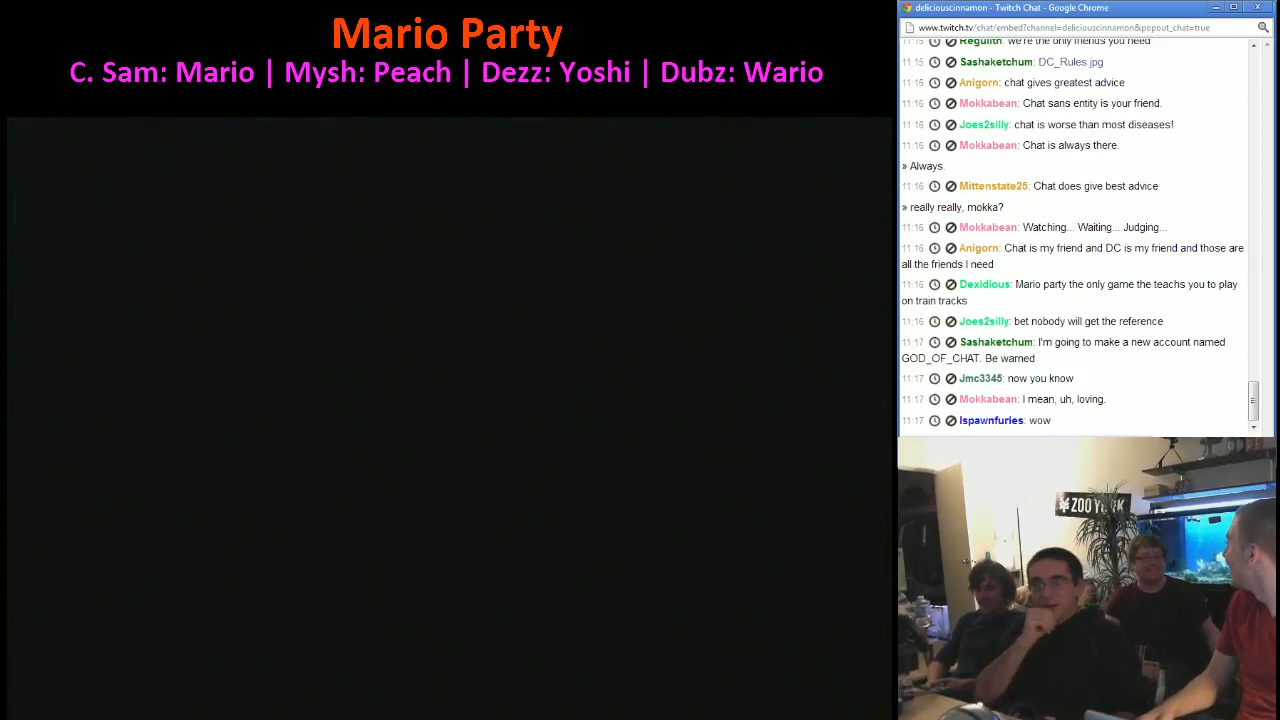 Mario Party
C. Sam: Mario | Mysh: Peach | Dezz: Yoshi | Dubz: Wario
deliciouscinnamon - Twitch Chat - Google Chrome
www.twitch.tv/chat/embed?channel=deliciouscinnamon&popout_chat=true
11:15 Regulith: we're the only friends you need
11:15 Sashaketchum: DC_Rules.jpg
11:16 Anigorn: chat gives greatest advice
11:16 Mokkabean: Chat sans entity is your friend.
11:16 Joes2silly: chat is worse than most diseases!
11:16 Mokkabean: Chat is always there.
» Always.
11:16 Mittenstate25: Chat does give best advice
» really really, mokka?
11:16 Mokkabean: Watching... Waiting... Judging...
11:16 Anigorn: Chat is my friend and DC is my friend and those are
all the friends I need
11:16 Dexidious: Mario party the only game the teachs you to play
on train tracks
11:16 Joes2silly: bet nobody will get the reference
11:17 Sashaketchum: I'm going to make a new account named
GOD_OF_CHAT. Be warned
11:17 Jmc3345: now you know
11:17 Mokkabean: I mean, uh, loving.
11:17 Ispawnfuries: wow
ZOO YORK